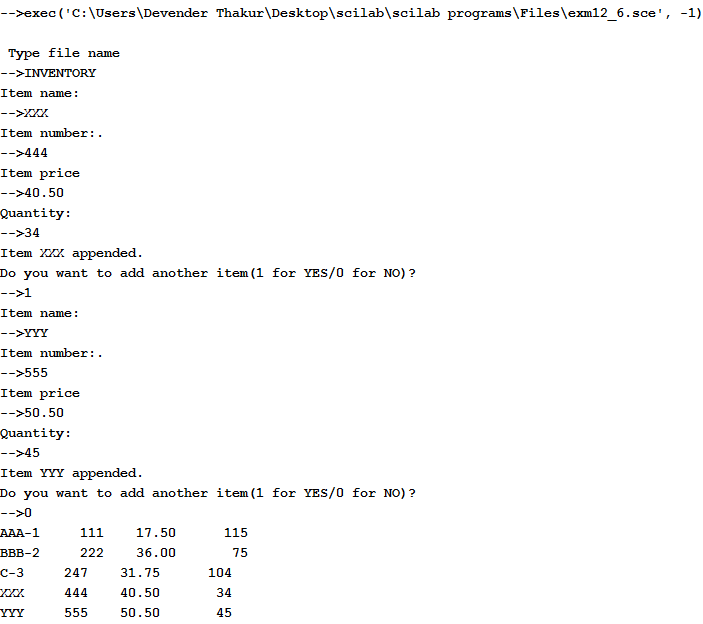 -->exec('C:\Users\Devender Thakur\Desktop\scilab\scilab programs\Files\exm12_6.sce', -1)
Type file name
-->INVENTORY
Item name:
-->XXX
Item number:.
-->444
Item price
-->40.50
Quantity:
-->34
Item XXX appended.
Do you want to add another item(1 for YES/0 for NO)?
-->1
Item name:
-->YYY
Item number:.
-->555
Item price
-->50.50
Quantity:
-->45
Item YYY appended.
Do you want to add another item(1 for YES/0 for NO)?
-->0
AAA-1     111    17.50      115
BBB-2     222    36.00       75
C-3     247    31.75      104
XXX     444    40.50       34
YYY     555    50.50       45